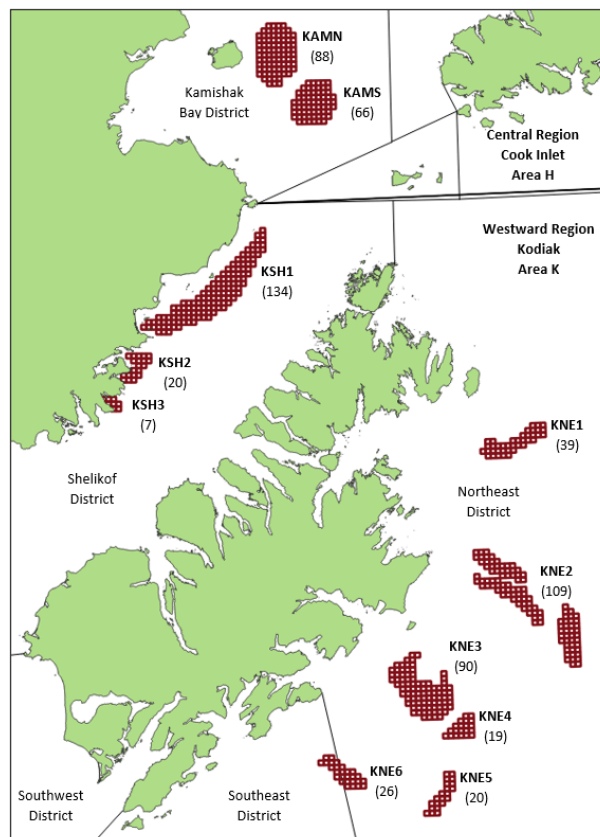 KAMN
(88)
Kamishak
Bay District
KAMS
(66)
Central Region
Cook Inlet
Area H
Westward Region
Kodiak
Area K
KSH1
(134)
KSH2
(20)
KSH3
(7)
KNE1
(39)
Shelikof
District
Northeast
District
KNE2
(109)
KNE3
(90)
KNE4
(19)
KNE6
(26)
KNE5
(20)
Southwest
District
Southeast
District